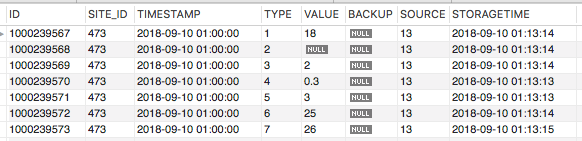 ID SITE_ID TIMESTAMP TYPE VALUE BACKUP SOURCE STORAGETIME
1000239567 473 2018-09-10 01:00:00 1 18 NULL 13 2018-09-10 01:13:14
1000239568 473 2018-09-10 01:00:00 2 NULL NULL 13 2018-09-10 01:13:14
1000239569 473 2018-09-10 01:00:00 3 2 NULL 13 2018-09-10 01:13:14
1000239570 473 2018-09-10 01:00:00 4 0.3 NULL 13 2018-09-10 01:13:13
1000239571 473 2018-09-10 01:00:00 5 3 NULL 13 2018-09-10 01:13:13
1000239572 473 2018-09-10 01:00:00 6 25 NULL 13 2018-09-10 01:13:14
1000239573 473 2018-09-10 01:00:00 7 26 NULL 13 2018-09-10 01:13:15